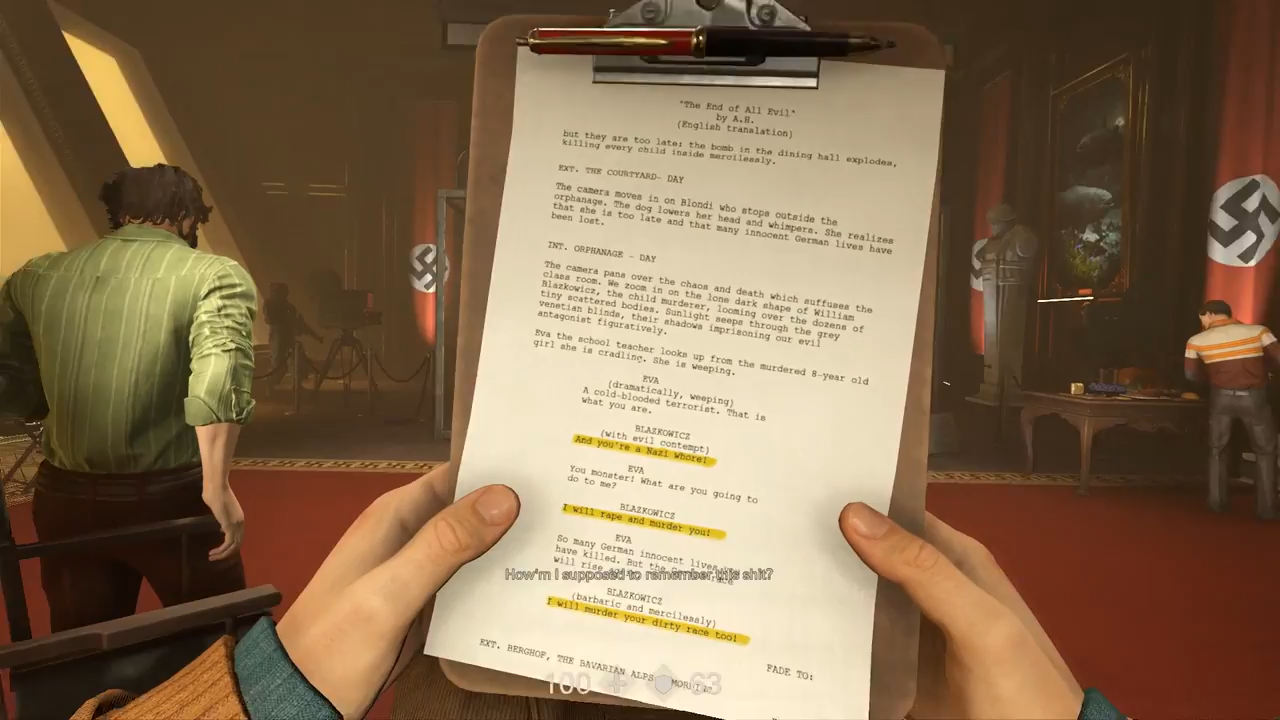 "The End of All Evil"
by A.H.
(English translation)
but they are too late: the bomb in the dining hall explodes,
killing every child inside mercilessly.
EXT. THE COURTYARD- DAY
The camera moves in on Blondi who stops outside the
orphanage. The dog lowers her head and whimpers. She realizes
that she is too late and that many innocent German lives have
been lost.
INT. ORPHANAGE - DAY
The camera pans over the chaos and death which suffuses the
class room. We zoom in on the lone dark shape of William
Blazkowicz, the child murderer, looming over the dozens of
tiny scattered bodies. Sunlight seeps through the grey
venetian blinds, their shadows imprisoning our evil
antagonist figuratively.
Eva the school teacher looks up from the murdered 8-year old
girl she is cradling. She is weeping.
EVA
(dramatically, weeping)
A cold-blooded terrorist. That is
what you are.
BLAZKOWICZ
(with evil contempt)
And you're a Nazi whore!
EVA
You monster! What are you going to
do to me?
BLAZKOWICZ
I will rape and murder you!
EVA
So many German innocent lives
have killed. But the
will rise
How'm I supposed to remember this shit?
BLAZKOWICZ
(barbaric and mercilessly)
I will murder your dirty race too!
FADE TO:
EXT. BERGHOF, THE BAVARIAN ALPS
100 63